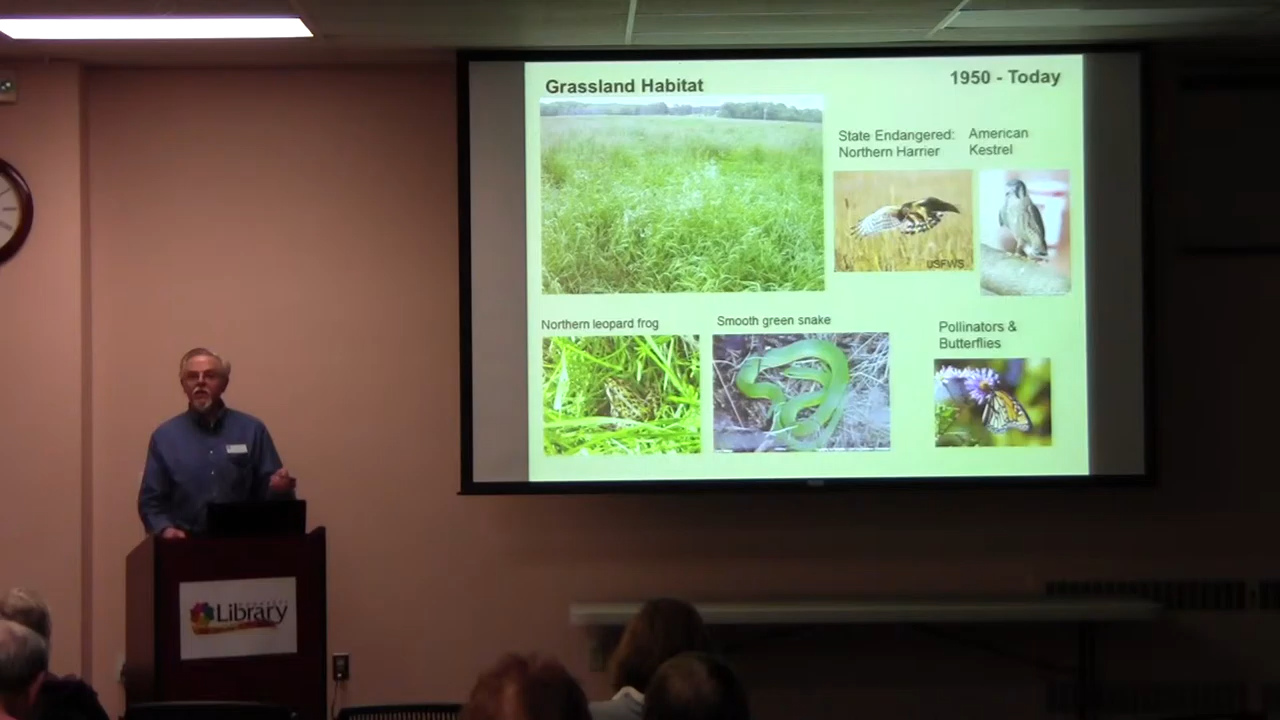 Grassland Habitat
1950 - Today
State Endangered:
Northern Harrier
American
Kestrel
USFWS
Northern leopard frog
Smooth green snake
Pollinators &
Butterflies
Library